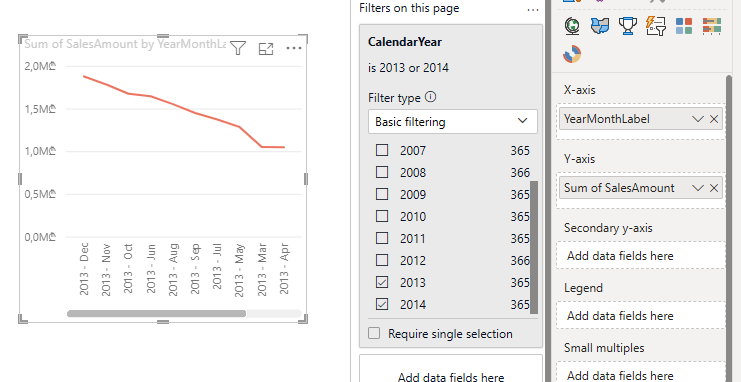 Filters on this page
...
Sum of SalesAmount by YearMonthLa
2,0M₾
1,5M₾
1,0M₾
0,5M₾
0,0M₾
2013 - Dec
2013 - Nov
2013 - Oct
2013 - Jun
2013 - Aug
2013 - Sep
2013 - Jul
2013 - May
2013 - Mar
2013 - Apr
CalendarYear
is 2013 or 2014
Filter type
Basic filtering
2007 365
2008 366
2009 365
2010 365
2011 365
2012 366
2013 365
2014 365
Require single selection
Add data fields here
X-axis
YearMonthLabel
Y-axis
Sum of SalesAmount
Secondary y-axis
Add data fields here
Legend
Add data fields here
Small multiples
Add data fields here